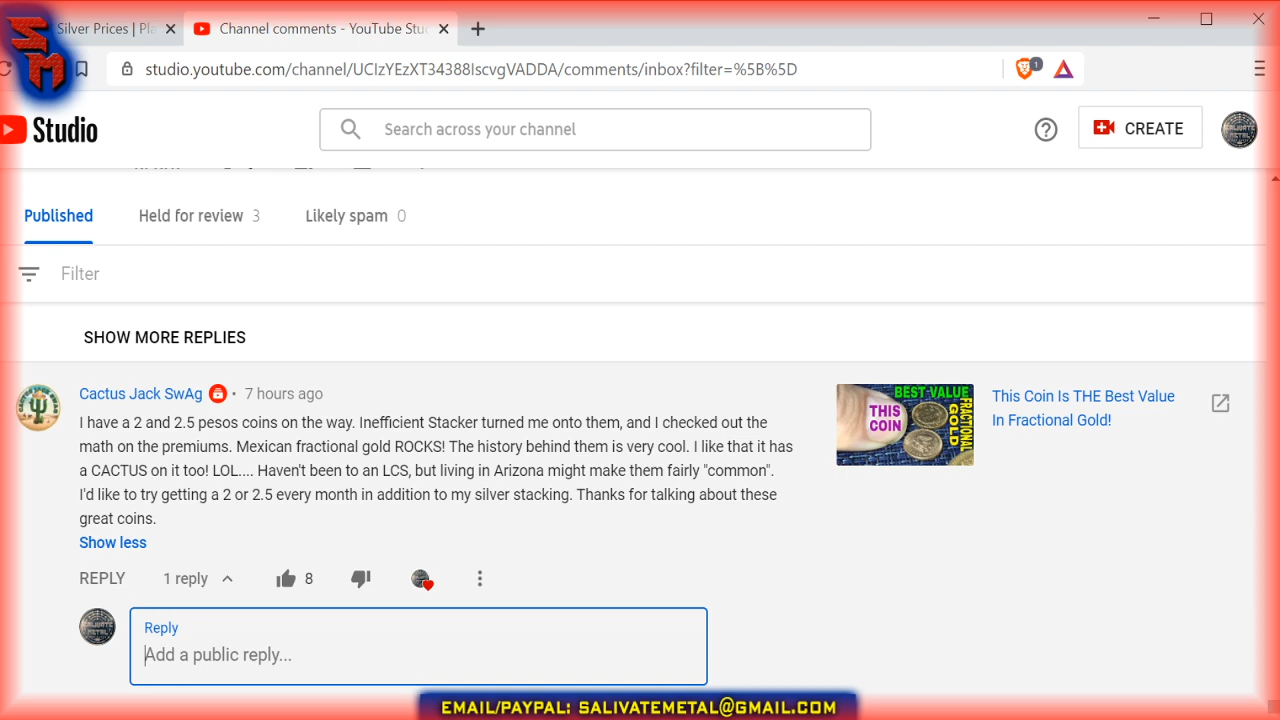 SM
Silver Prices | Pla
Channel comments - YouTube Stu
studio.youtube.com/channel/UCIzYEzXT34388IscvgVADDA/comments/inbox?filter=%5B%5D
1
Studio
Search across your channel
CREATE
Published
Held for review 3
Likely spam 0
Filter
SHOW MORE REPLIES
Cactus Jack SwAg • 7 hours ago
I have a 2 and 2.5 pesos coins on the way. Inefficient Stacker turned me onto them, and I checked out the
math on the premiums. Mexican fractional gold ROCKS! The history behind them is very cool. I like that it has
a CACTUS on it too! LOL.... Haven't been to an LCS, but living in Arizona might make them fairly "common".
I'd like to try getting a 2 or 2.5 every month in addition to my silver stacking. Thanks for talking about these
great coins.
Show less
BEST VALUE
THIS
COIN
FRACTIONAL
GOLD
This Coin Is THE Best Value
In Fractional Gold!
REPLY
1 reply
8
Reply
Add a public reply...
EMAIL/PAYPAL: SALIVATEMETAL@GMAIL.COM